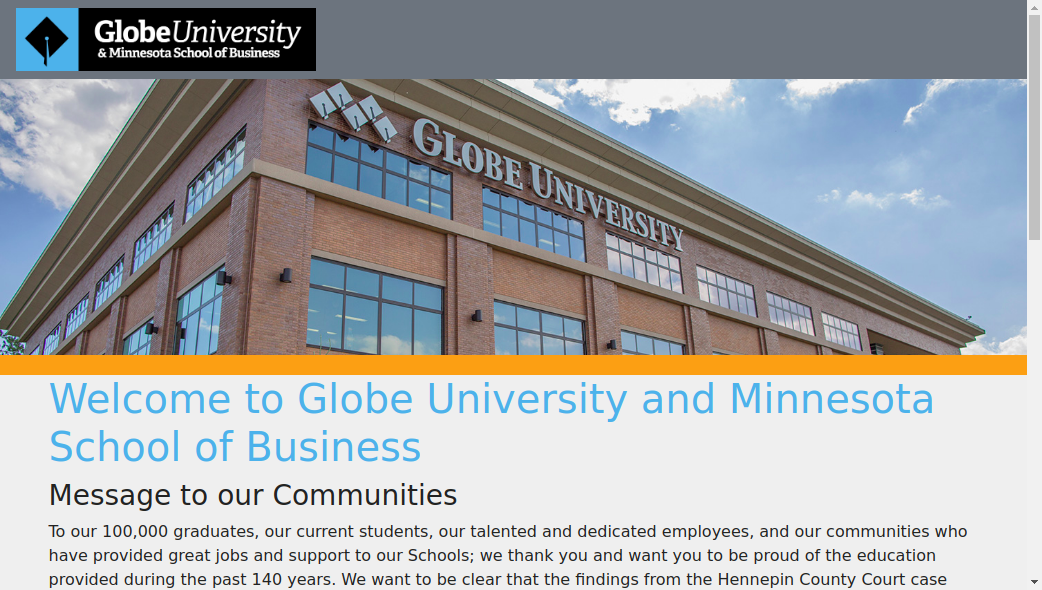 GlobeUniversity
& Minnesota School of Business
GLOBE UNIVERSITY
Welcome to Globe University and Minnesota
School of Business
Message to our Communities
To our 100,000 graduates, our current students, our talented and dedicated employees, and our communities who
have provided great jobs and support to our Schools; we thank you and want you to be proud of the education
provided during the past 140 years. We want to be clear that the findings from the Hennepin County Court case